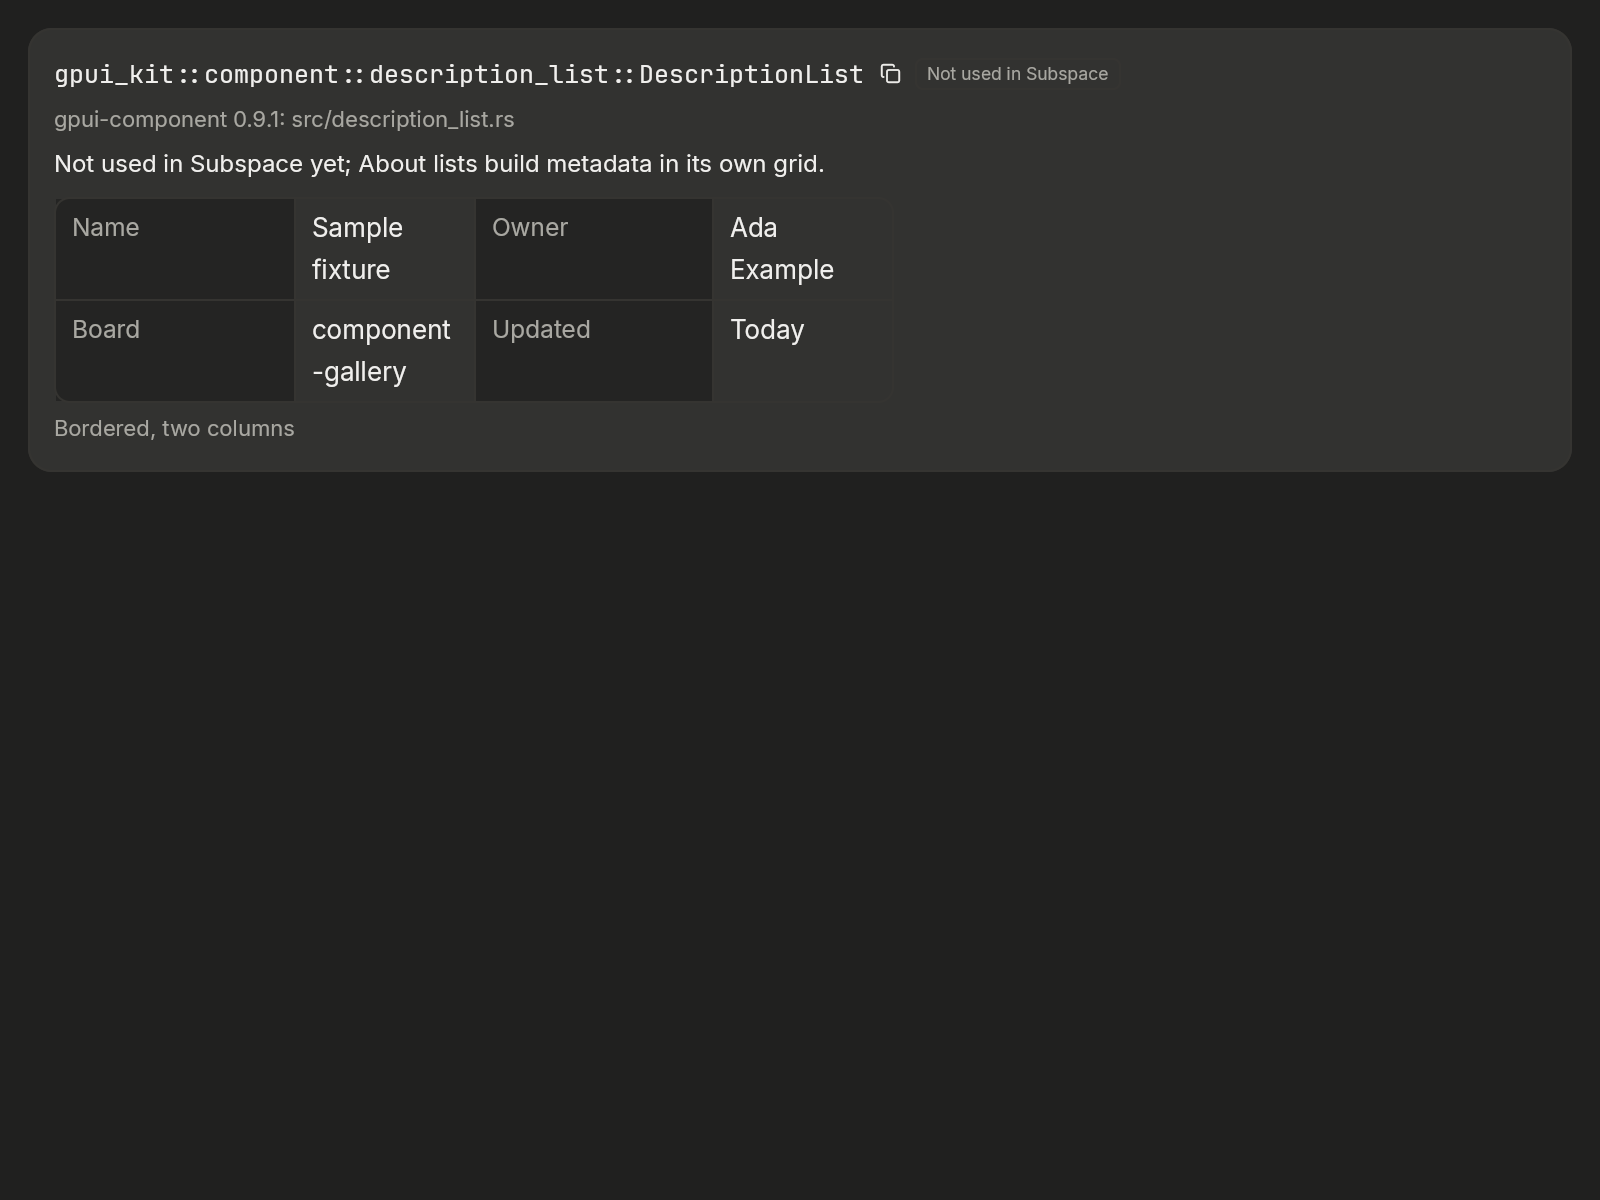 gpui_kit::component::description_list::DescriptionList Not used in Subspace
gpui-component 0.9.1: src/description_list.rs
Not used in Subspace yet; About lists build metadata in its own grid.
Name Sample fixture Owner Ada Example
Board component-gallery Updated Today
Bordered, two columns